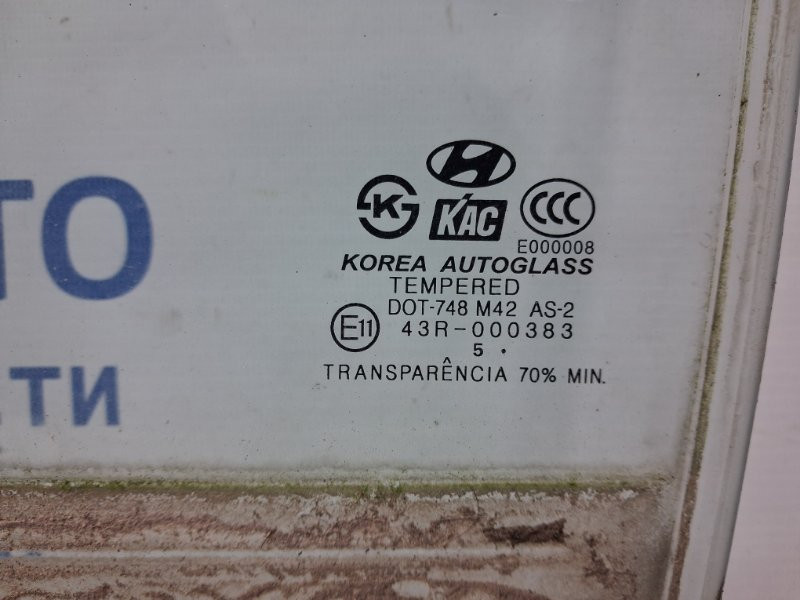 KAC
CCC
E000008
KOREA AUTOGLASS
TEMPERED
DOT-748 M42 AS-2
E11 43R-000383
5 .
TRANSPARÊNCIA 70% MIN.
ТО
ТИ